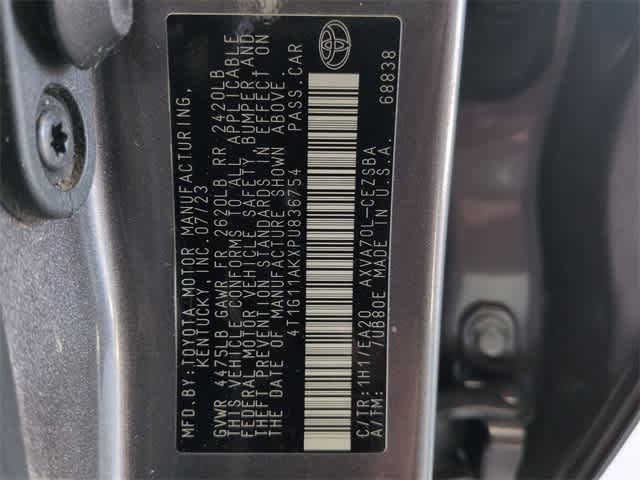 MFD. BY: TOYOTA MOTOR MANUFACTURING,
KENTUCKY, INC. 07/23
GVWR 4475LB GAWR FR 2620LB RR 2420LB
THIS VEHICLE CONFORMS TO ALL APPLICABLE
FEDERAL MOTOR VEHICLE SAFETY, BUMPER AND
THEFT PREVENTION STANDARDS IN EFFECT ON
THE DATE OF MANUFACTURE SHOWN ABOVE.
4T1G11AKXPU836754 PASS. CAR
C/TR: 1H1/EA20 AXVA70L-CEZSBA
A/TM: /UB80E MADE IN U.S.A. 68838